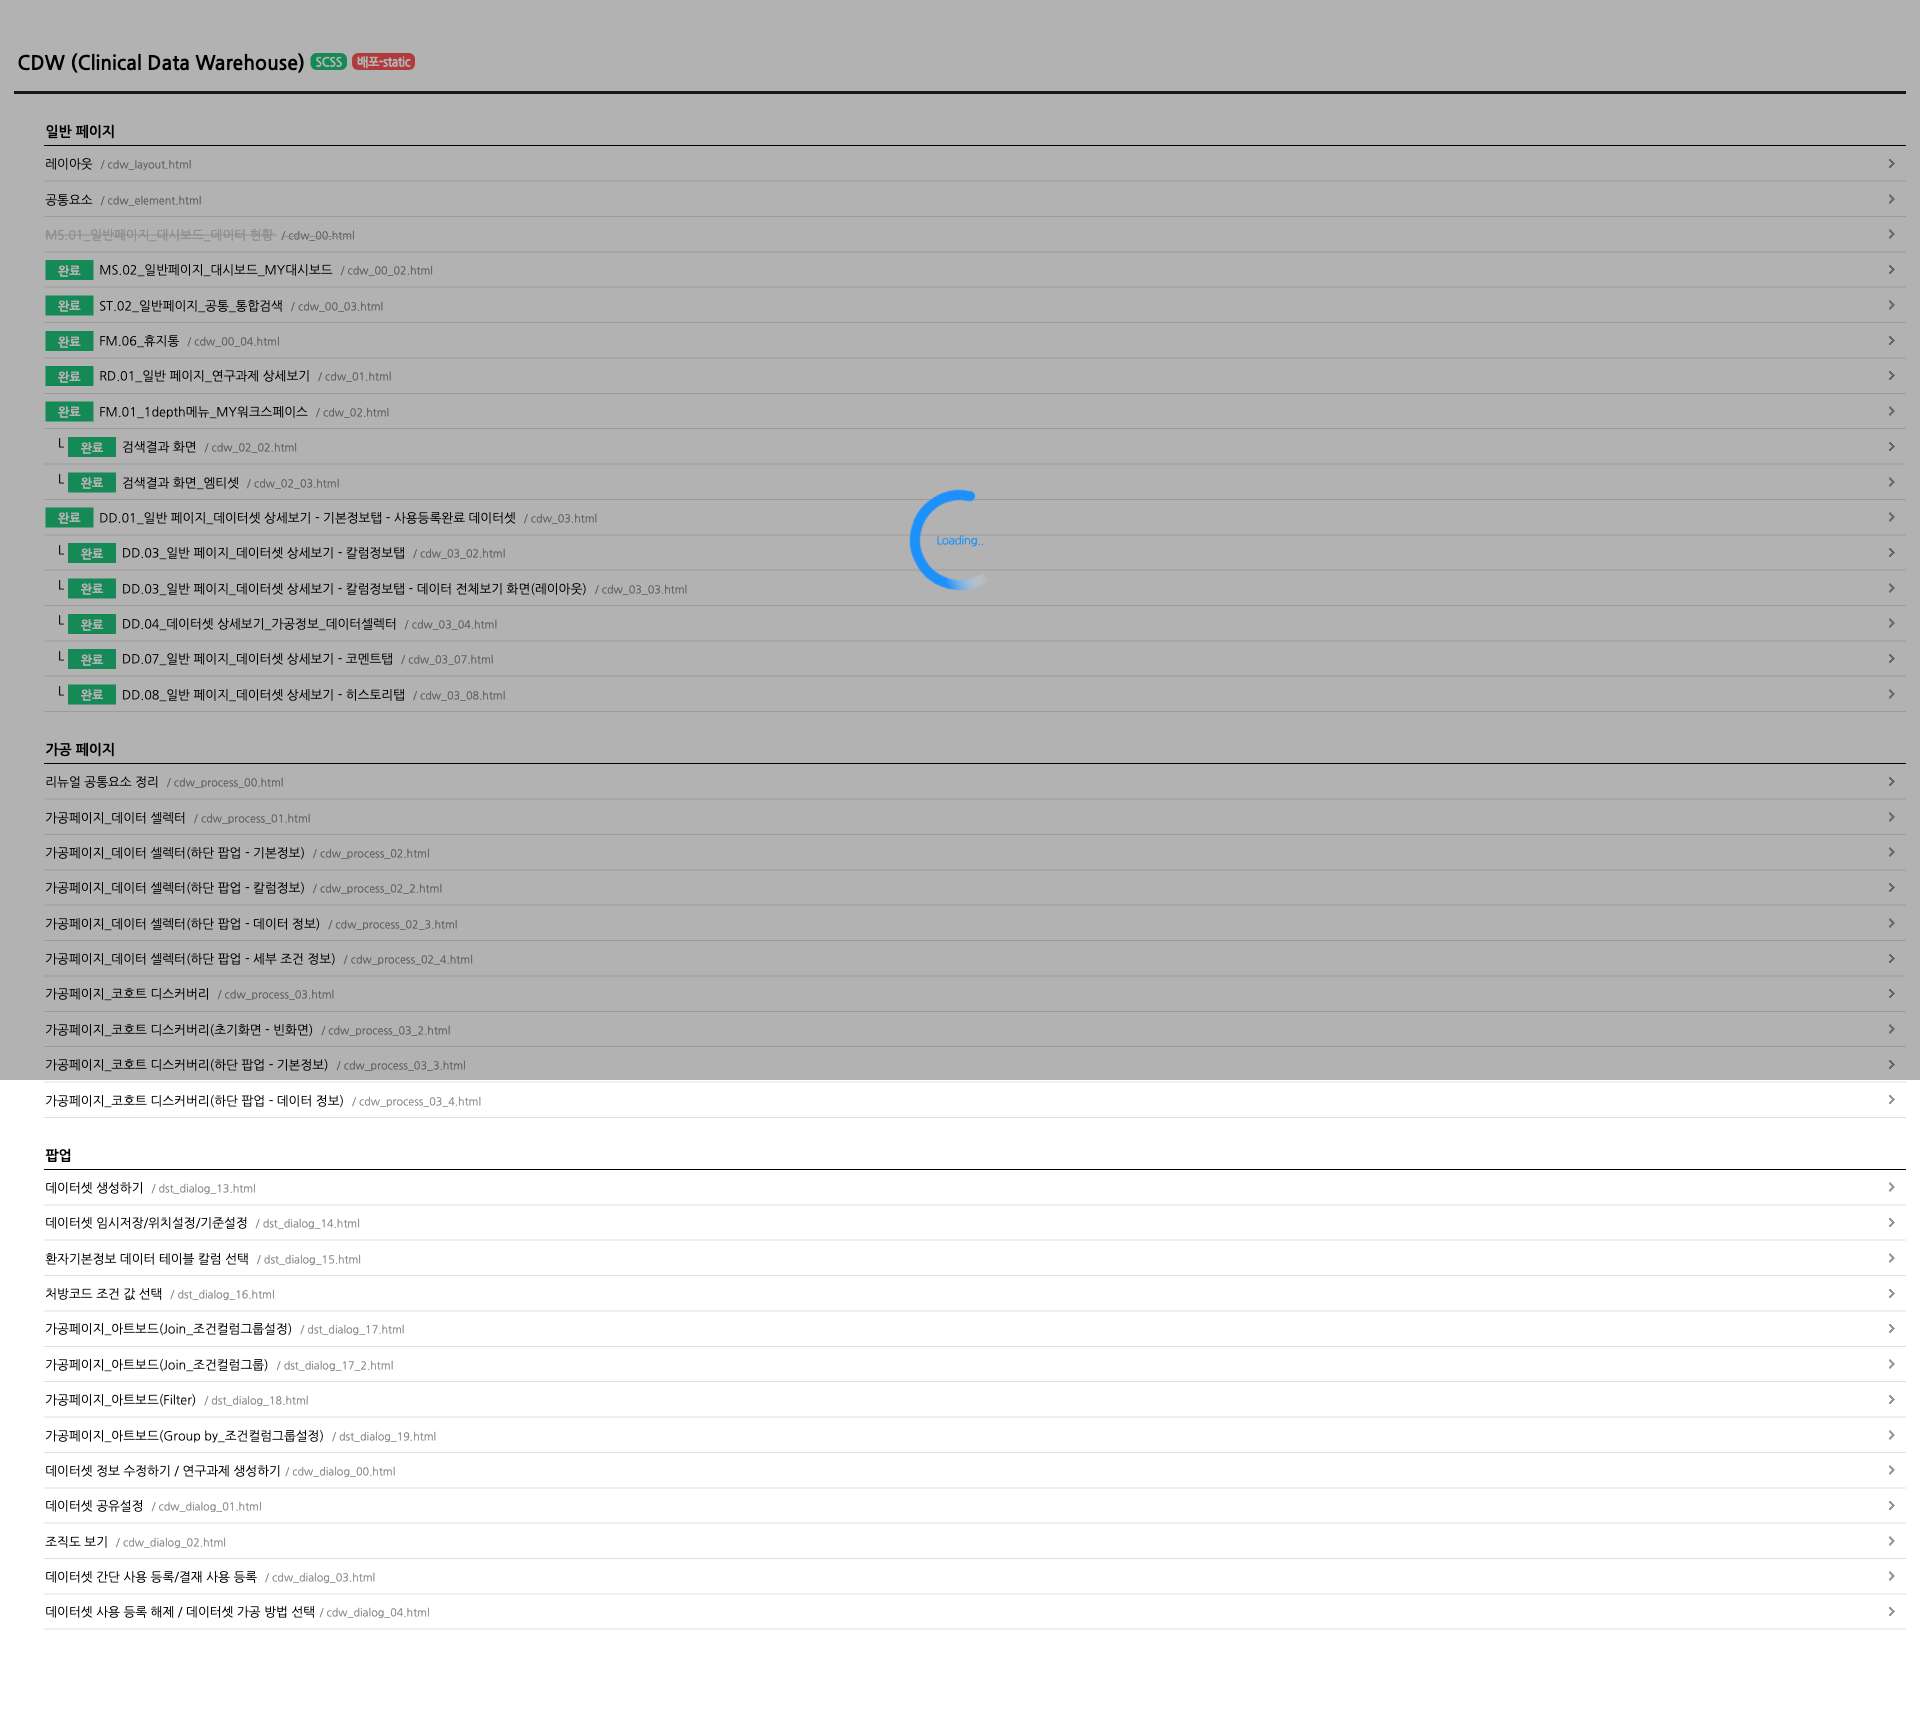 CDW (Clinical Data Warehouse) SCSS 배포-static
일반 페이지
레이아웃 / cdw_layout.html
공통요소 / cdw_element.html
MS.01_일반페이지_대시보드_데이터 현황 / cdw_00.html
완료 MS.02_일반페이지_대시보드_MY대시보드 / cdw_00_02.html
완료 ST.02_일반페이지_공통_통합검색 / cdw_00_03.html
완료 FM.06_휴지통 / cdw_00_04.html
완료 RD.01_일반 페이지_연구과제 상세보기 / cdw_01.html
완료 FM.01_1depth메뉴_MY워크스페이스 / cdw_02.html
└ 완료 검색결과 화면 / cdw_02_02.html
└ 완료 검색결과 화면_엠티셋 / cdw_02_03.html
완료 DD.01_일반 페이지_데이터셋 상세보기 - 기본정보탭 - 사용등록완료 데이터셋 / cdw_03.html
Loading..
└ 완료 DD.03_일반 페이지_데이터셋 상세보기 - 칼럼정보탭 / cdw_03_02.html
└ 완료 DD.03_일반 페이지_데이터셋 상세보기 - 칼럼정보탭 - 데이터 전체보기 화면(레이아웃) / cdw_03_03.html
└ 완료 DD.04_데이터셋 상세보기_가공정보_데이터셀렉터 / cdw_03_04.html
└ 완료 DD.07_일반 페이지_데이터셋 상세보기 - 코멘트탭 / cdw_03_07.html
└ 완료 DD.08_일반 페이지_데이터셋 상세보기 - 히스토리탭 / cdw_03_08.html
가공 페이지
리뉴얼 공통요소 정리 / cdw_process_00.html
가공페이지_데이터 셀렉터 / cdw_process_01.html
가공페이지_데이터 셀렉터(하단 팝업 - 기본정보) / cdw_process_02.html
가공페이지_데이터 셀렉터(하단 팝업 - 칼럼정보) / cdw_process_02_2.html
가공페이지_데이터 셀렉터(하단 팝업 - 데이터 정보) / cdw_process_02_3.html
가공페이지_데이터 셀렉터(하단 팝업 - 세부 조건 정보) / cdw_process_02_4.html
가공페이지_코호트 디스커버리 / cdw_process_03.html
가공페이지_코호트 디스커버리(초기화면 - 빈화면) / cdw_process_03_2.html
가공페이지_코호트 디스커버리(하단 팝업 - 기본정보) / cdw_process_03_3.html
가공페이지_코호트 디스커버리(하단 팝업 - 데이터 정보) / cdw_process_03_4.html
팝업
데이터셋 생성하기 / dst_dialog_13.html
데이터셋 임시저장/위치설정/기준설정 / dst_dialog_14.html
환자기본정보 데이터 테이블 칼럼 선택 / dst_dialog_15.html
처방코드 조건 값 선택 / dst_dialog_16.html
가공페이지_아트보드(Join_조건컬럼그룹설정) / dst_dialog_17.html
가공페이지_아트보드(Join_조건컬럼그룹) / dst_dialog_17_2.html
가공페이지_아트보드(Filter) / dst_dialog_18.html
가공페이지_아트보드(Group by_조건컬럼그룹설정) / dst_dialog_19.html
데이터셋 정보 수정하기 / 연구과제 생성하기 / cdw_dialog_00.html
데이터셋 공유설정 / cdw_dialog_01.html
조직도 보기 / cdw_dialog_02.html
데이터셋 간단 사용 등록/결재 사용 등록 / cdw_dialog_03.html
데이터셋 사용 등록 해제 / 데이터셋 가공 방법 선택 / cdw_dialog_04.html